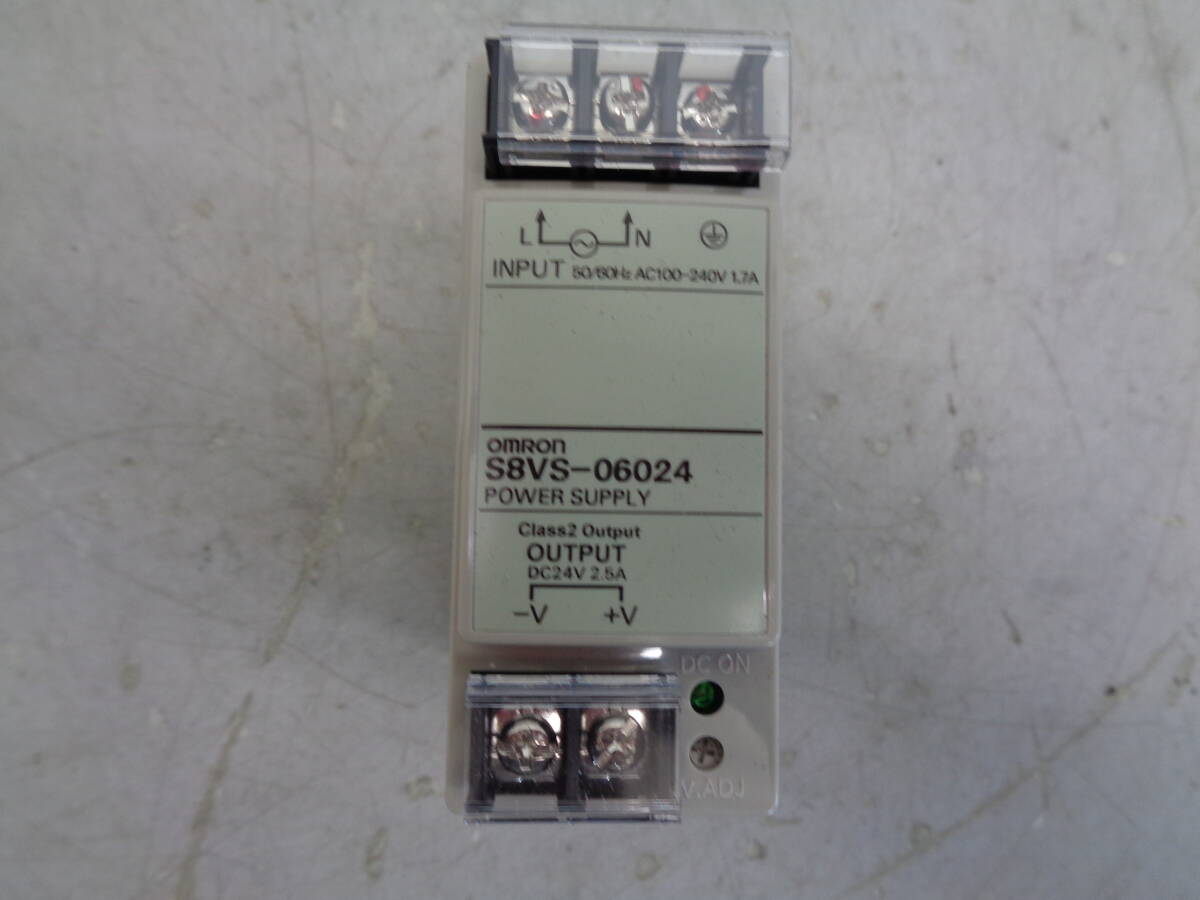 L N
INPUT 50/60Hz AC100-240V 1.7A
OMRON
S8VS-06024
POWER SUPPLY
Class2 Output
OUTPUT
DC24V 2.5A
-V +V
DC ON
V.ADJ